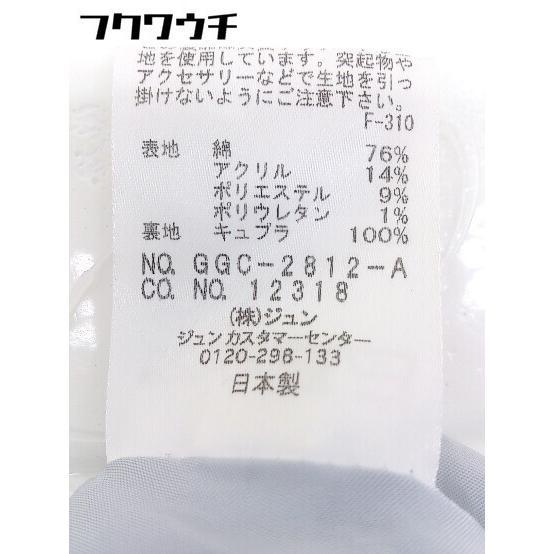 フクワウチ
地を使用しています。突起物や
アクセサリーなどで生地を引っ
掛けないようにご注意下さい。
F-310
表地 綿 76%
アクリル 14%
ポリエステル 9%
ポリウレタン 1%
裏地 キュプラ 100%
NO. GGC-2812-A
CO. NO. 12318
(株)ジュン
ジュンカスタマーセンター
0120-298-133
日本製